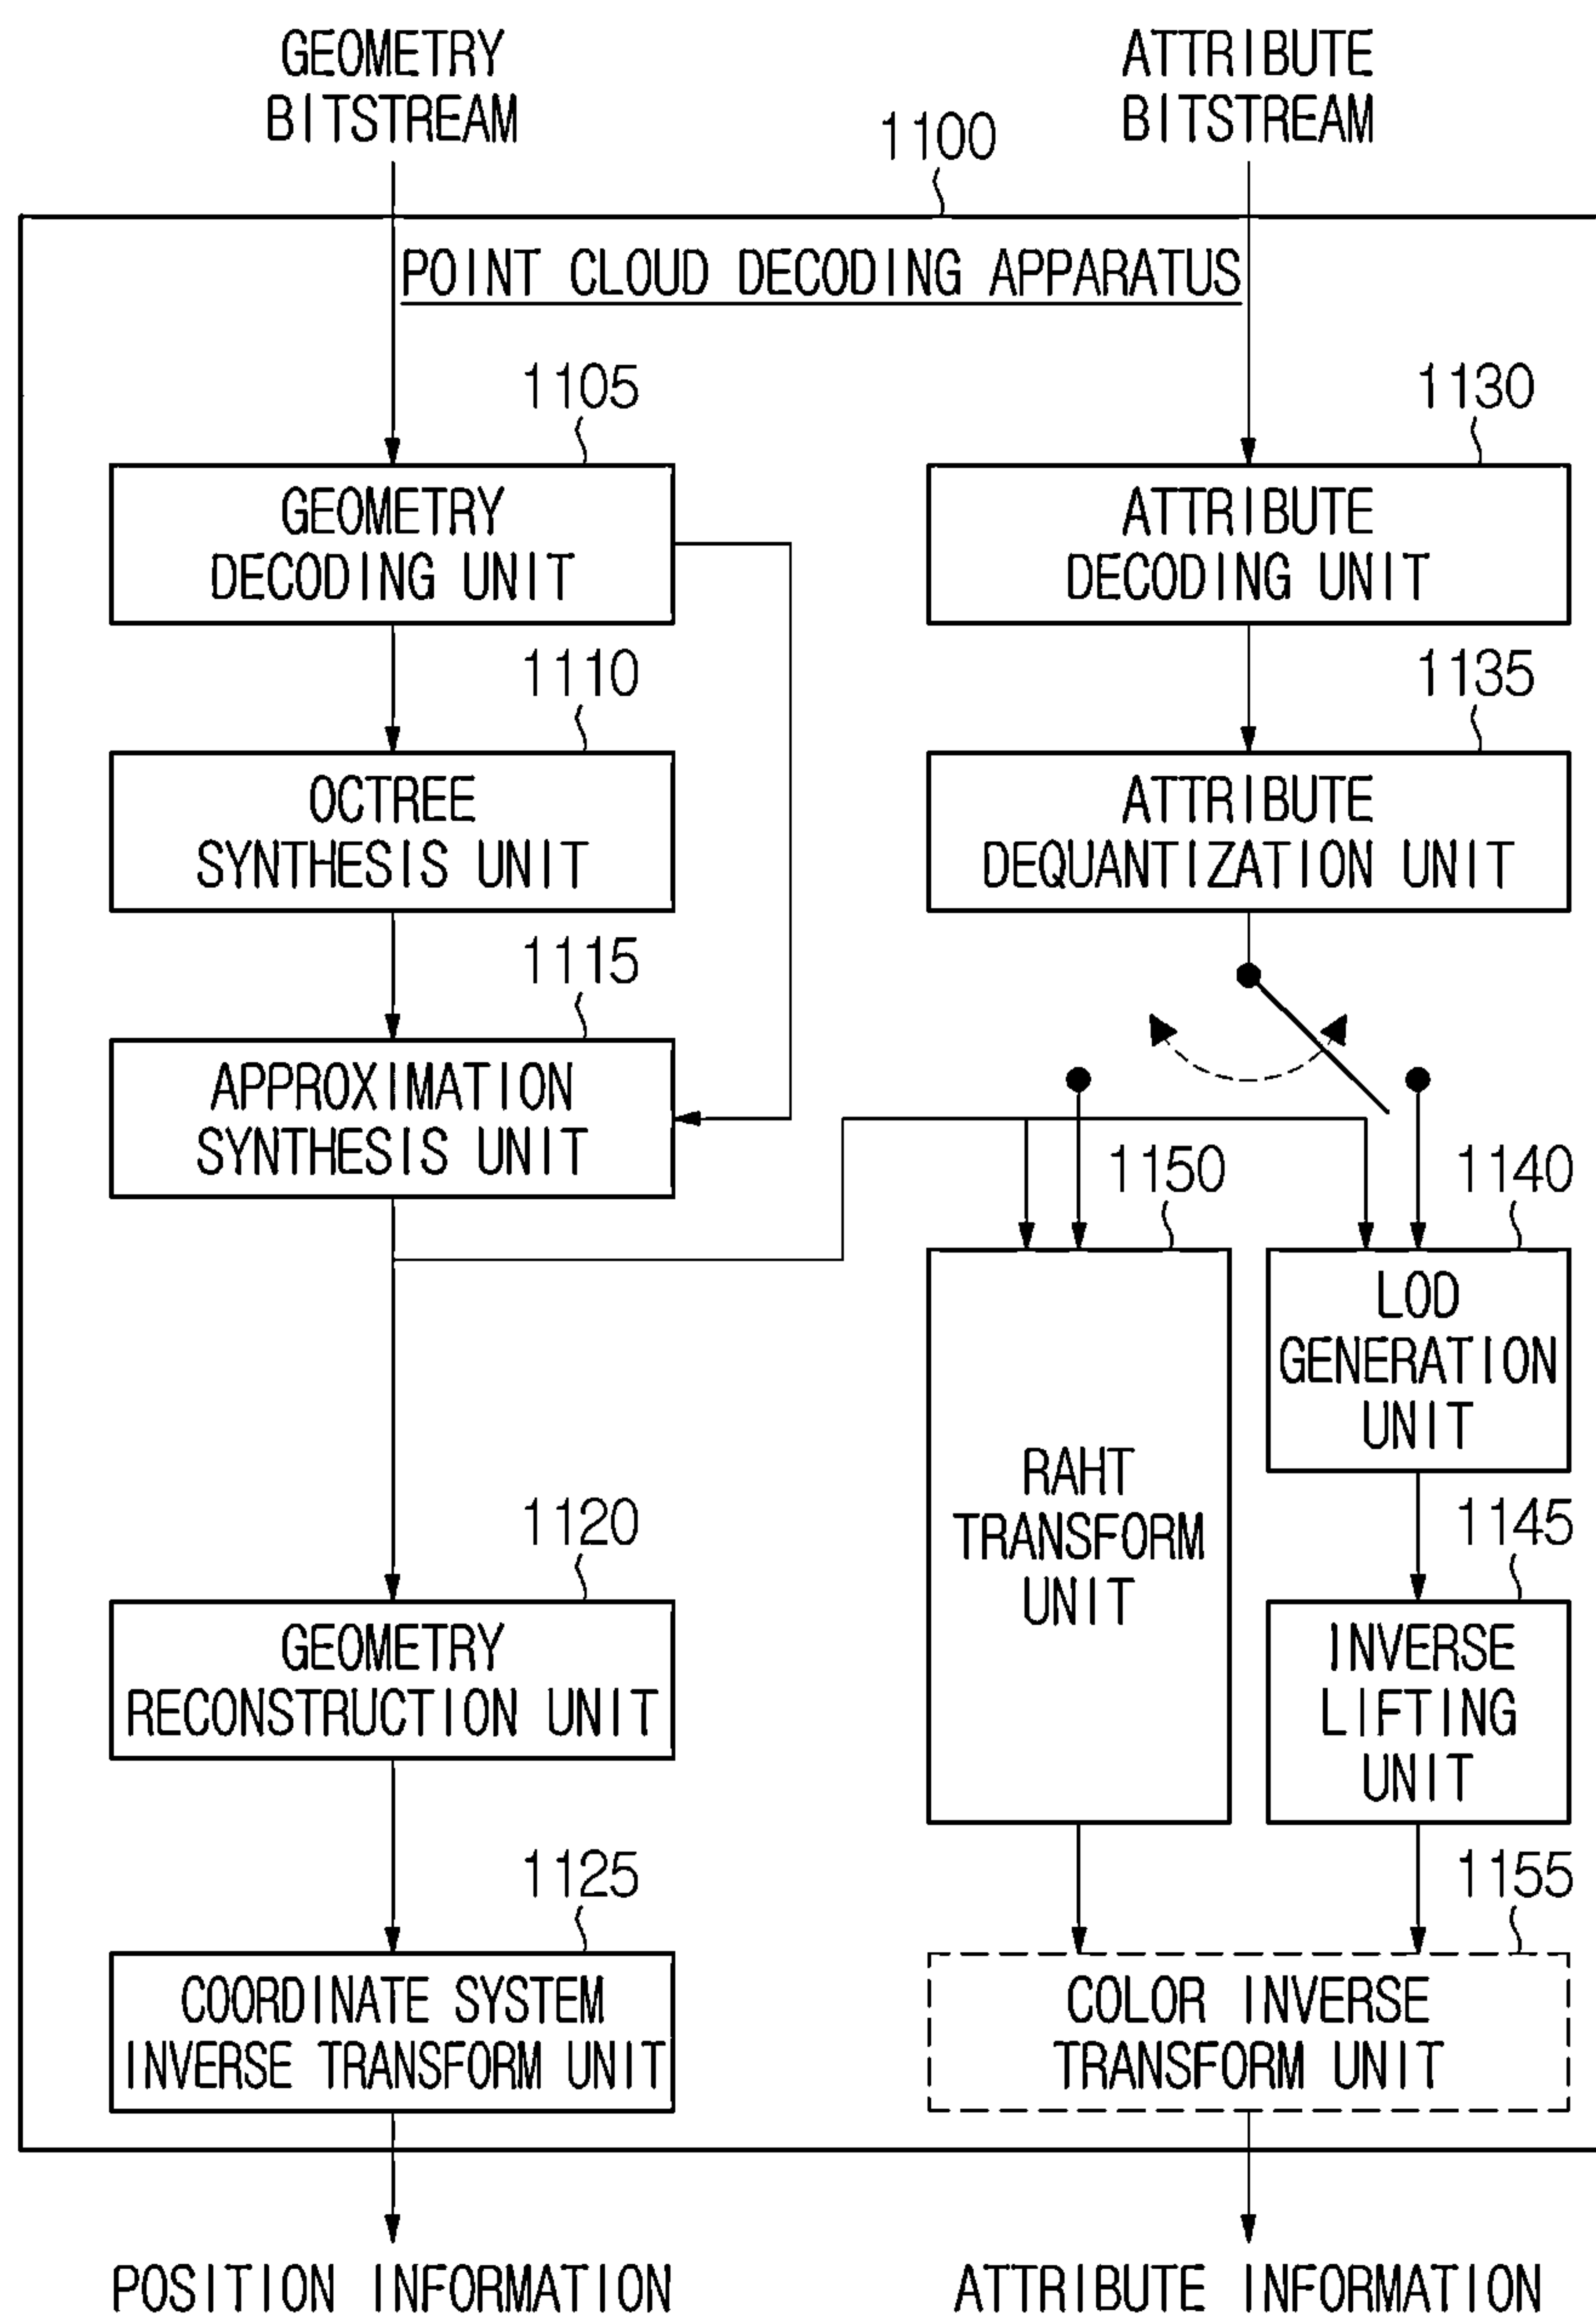 GEOMETRY
BITSTREAM
ATTRIBUTE
BITSTREAM
1100
POINT CLOUD DECODING APPARATUS
1105
GEOMETRY
DECODING UNIT
1130
ATTRIBUTE
DECODING UNIT
1110
OCTREE
SYNTHESIS UNIT
1135
ATTRIBUTE
DEQUANTIZATION UNIT
1115
APPROXIMATION
SYNTHESIS UNIT
1150
RAHT
TRANSFORM
UNIT
1140
LOD
GENERATION
UNIT
1120
GEOMETRY
RECONSTRUCTION UNIT
1145
INVERSE
LIFTING
UNIT
1125
COORDINATE SYSTEM
INVERSE TRANSFORM UNIT
1155
COLOR INVERSE
TRANSFORM UNIT
POSITION INFORMATION
ATTRIBUTE INFORMATION